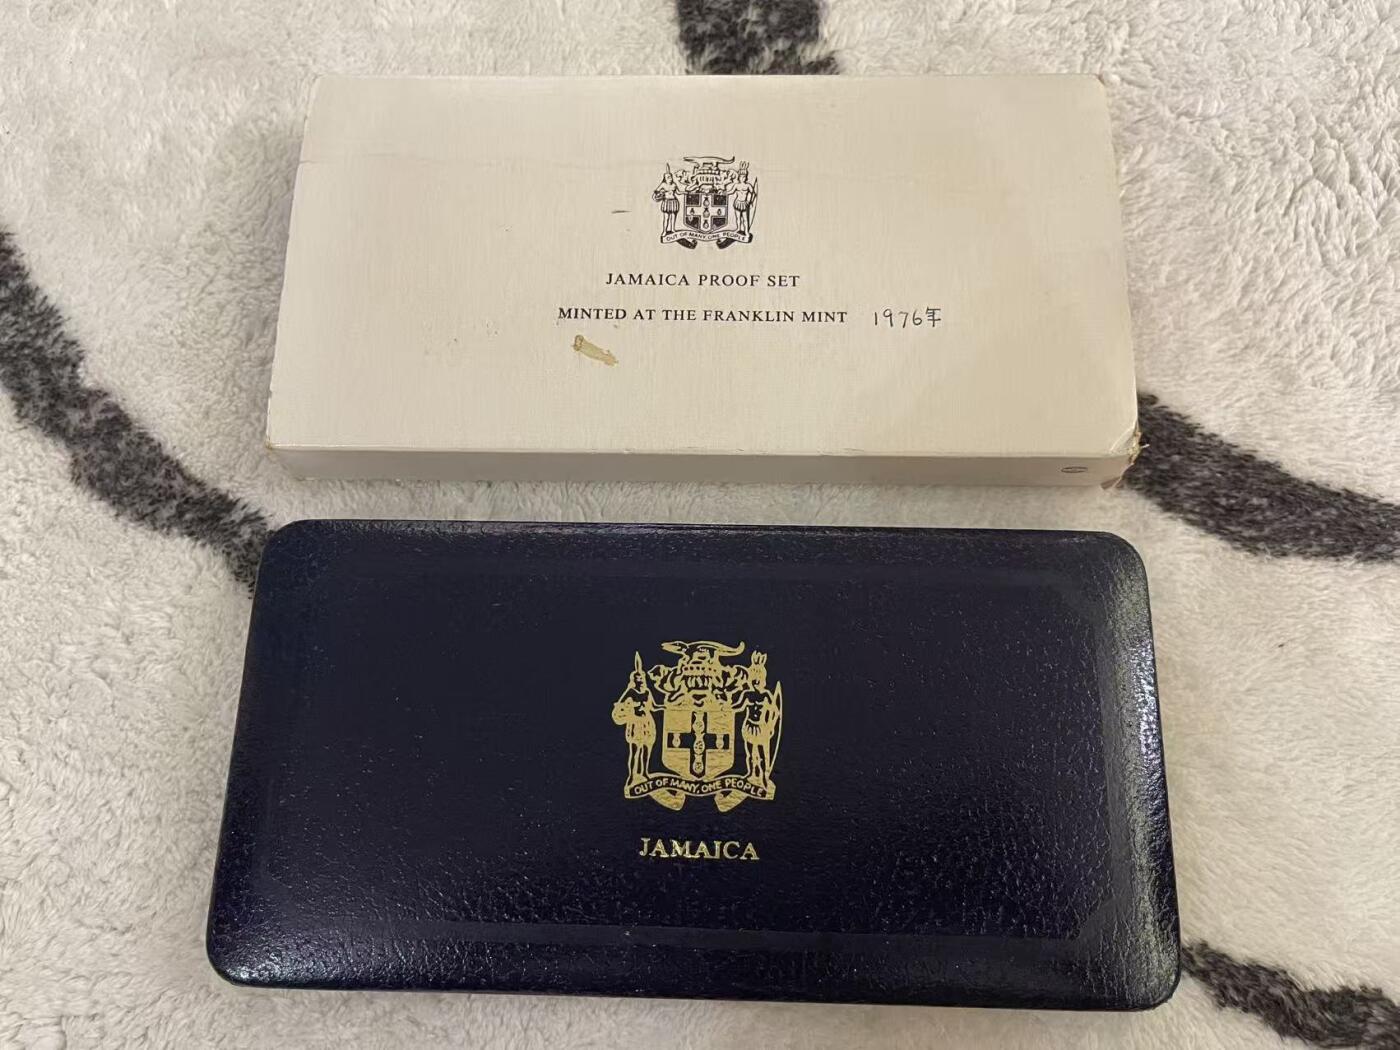 OUT OF MANY, ONE PEOPLE
JAMAICA PROOF SET
MINTED AT THE FRANKLIN MINT 1976年
OUT OF MANY, ONE PEOPLE
JAMAICA